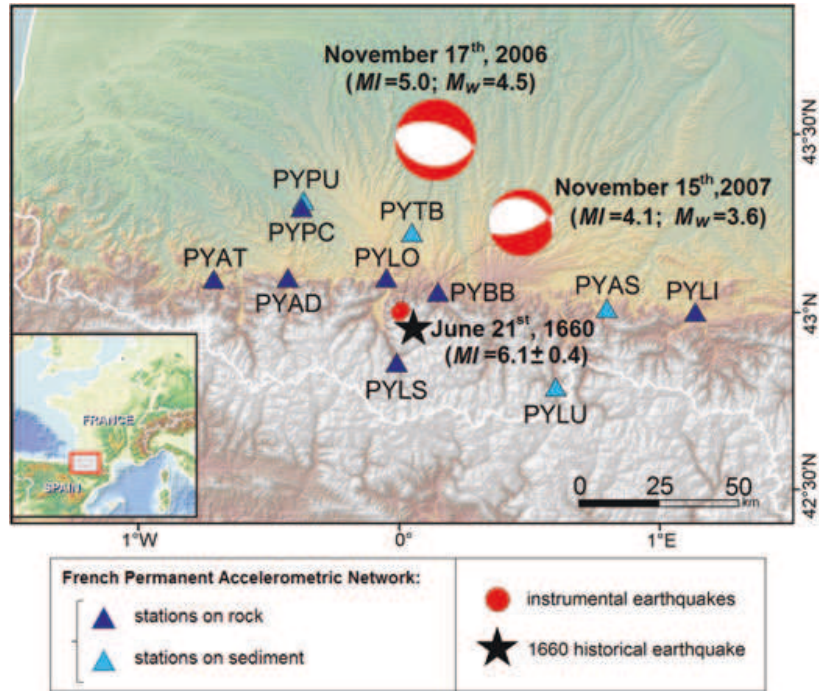 November 17th, 2006
(Ml=5.0; Mw=4.5)
43°30'
November 15th,2007
(Ml=4.1; Mw=3.6)
PYPU
PYTB
PYPC
PYAT
PYLO
PYAD
PYBB
PYAS
PYLI
43°N
June 21st, 1660
(Ml=6.1± 0.4)
PYLS
PYLU
FRANCE
SPAIN
0 25 50
km
42°30'N
1°W 0° 1°E
French Permanent Accelerometric Network:
stations on rock
stations on sediment
instrumental earthquakes
1660 historical earthquake